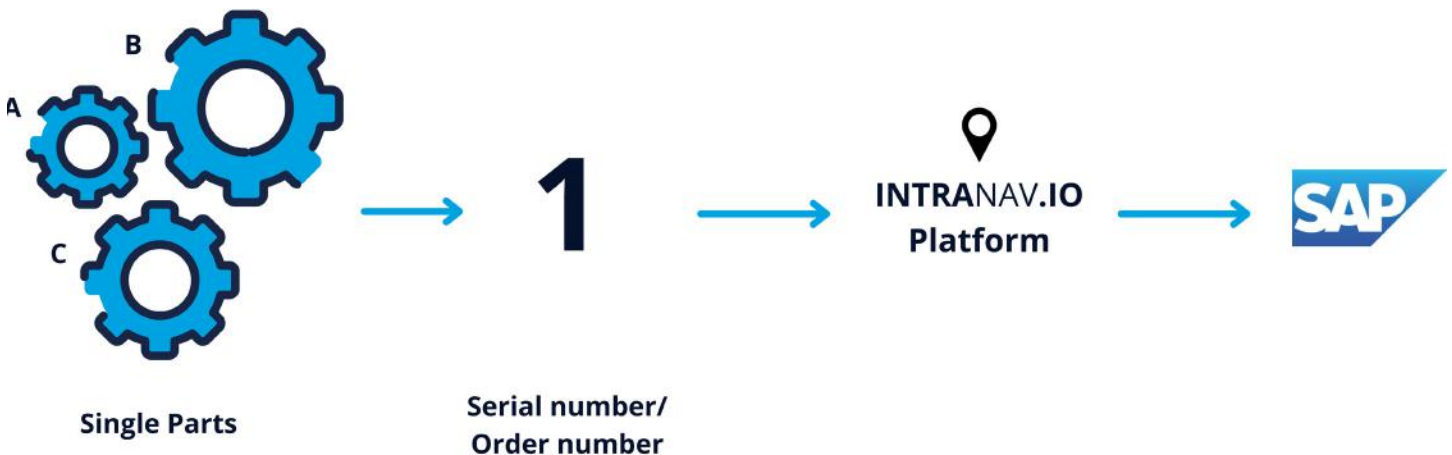 B
A
C
1
INTRANAV.IO
Platform
SAP
Single Parts
Serial number/
Order number